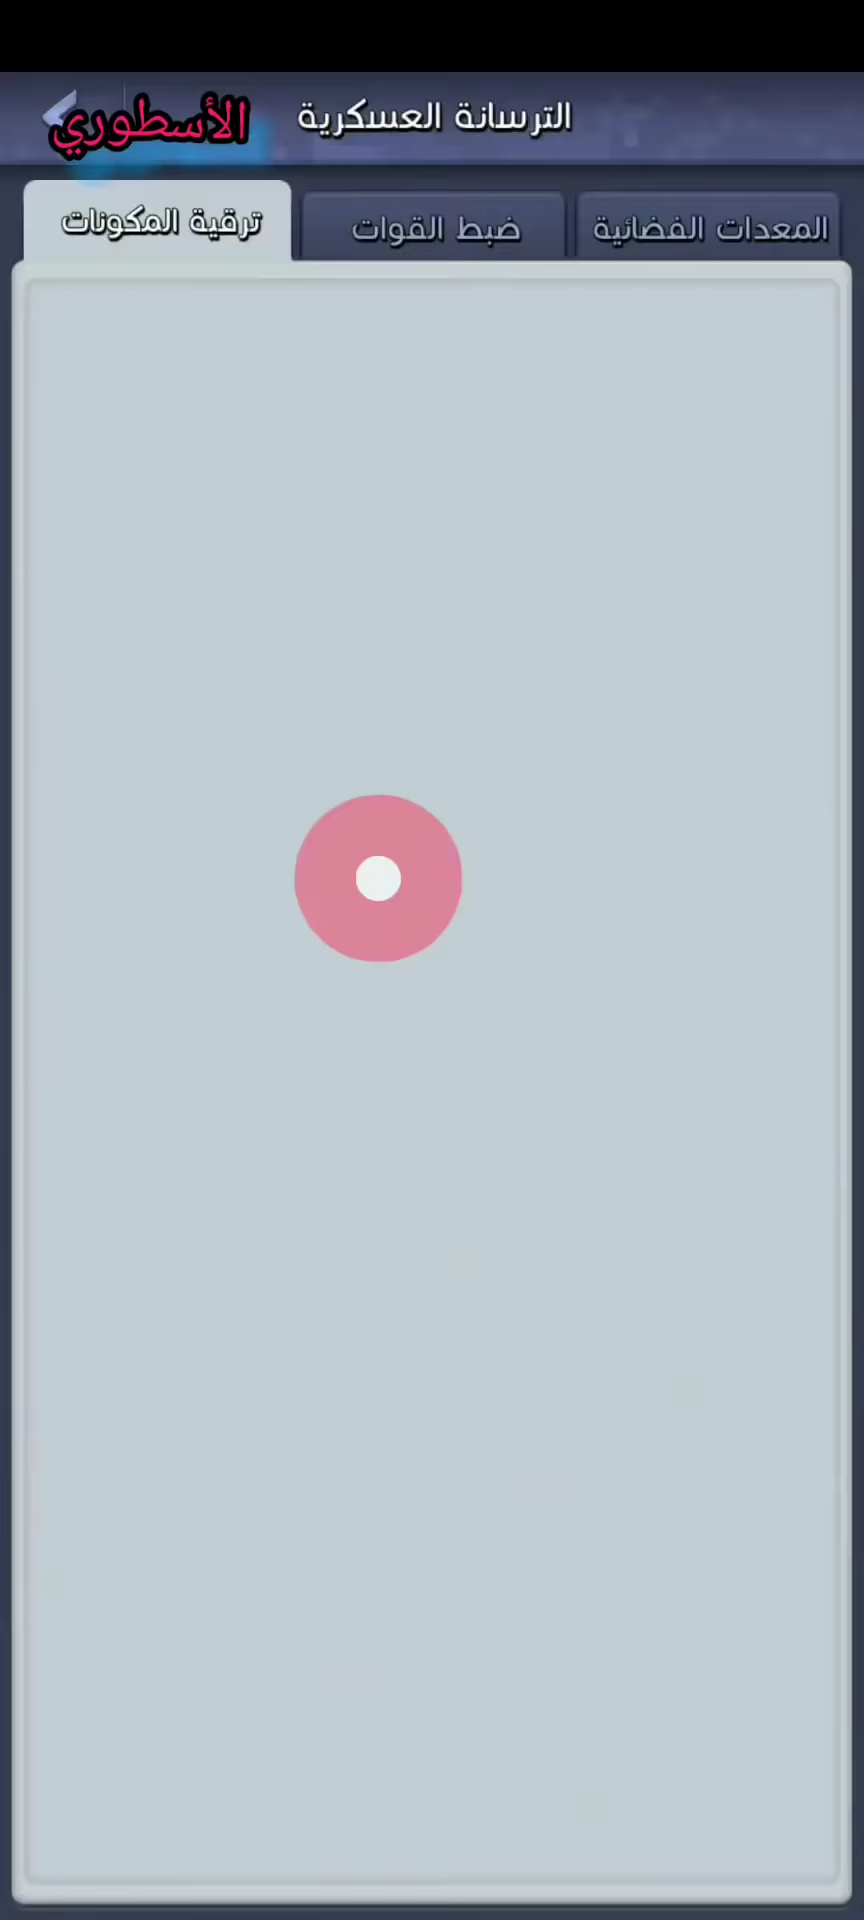 الترسانة العسكرية
الأسطوري
المعدات الفضائية
ضبط القوات
ترقية المكونات